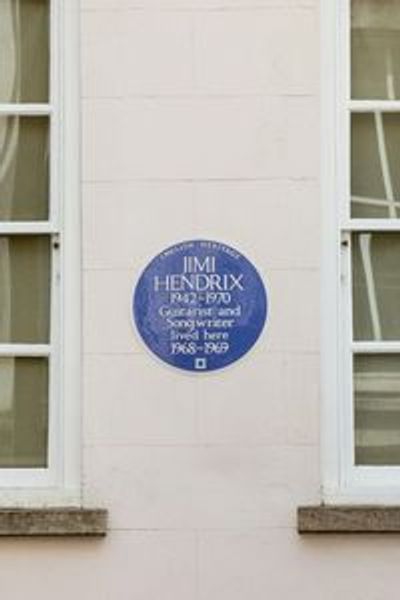 ENGLISH HERITAGE
JIMI
HENDRIX
1942-1970
Guitarist and
Songwriter
lived here
1968-1969